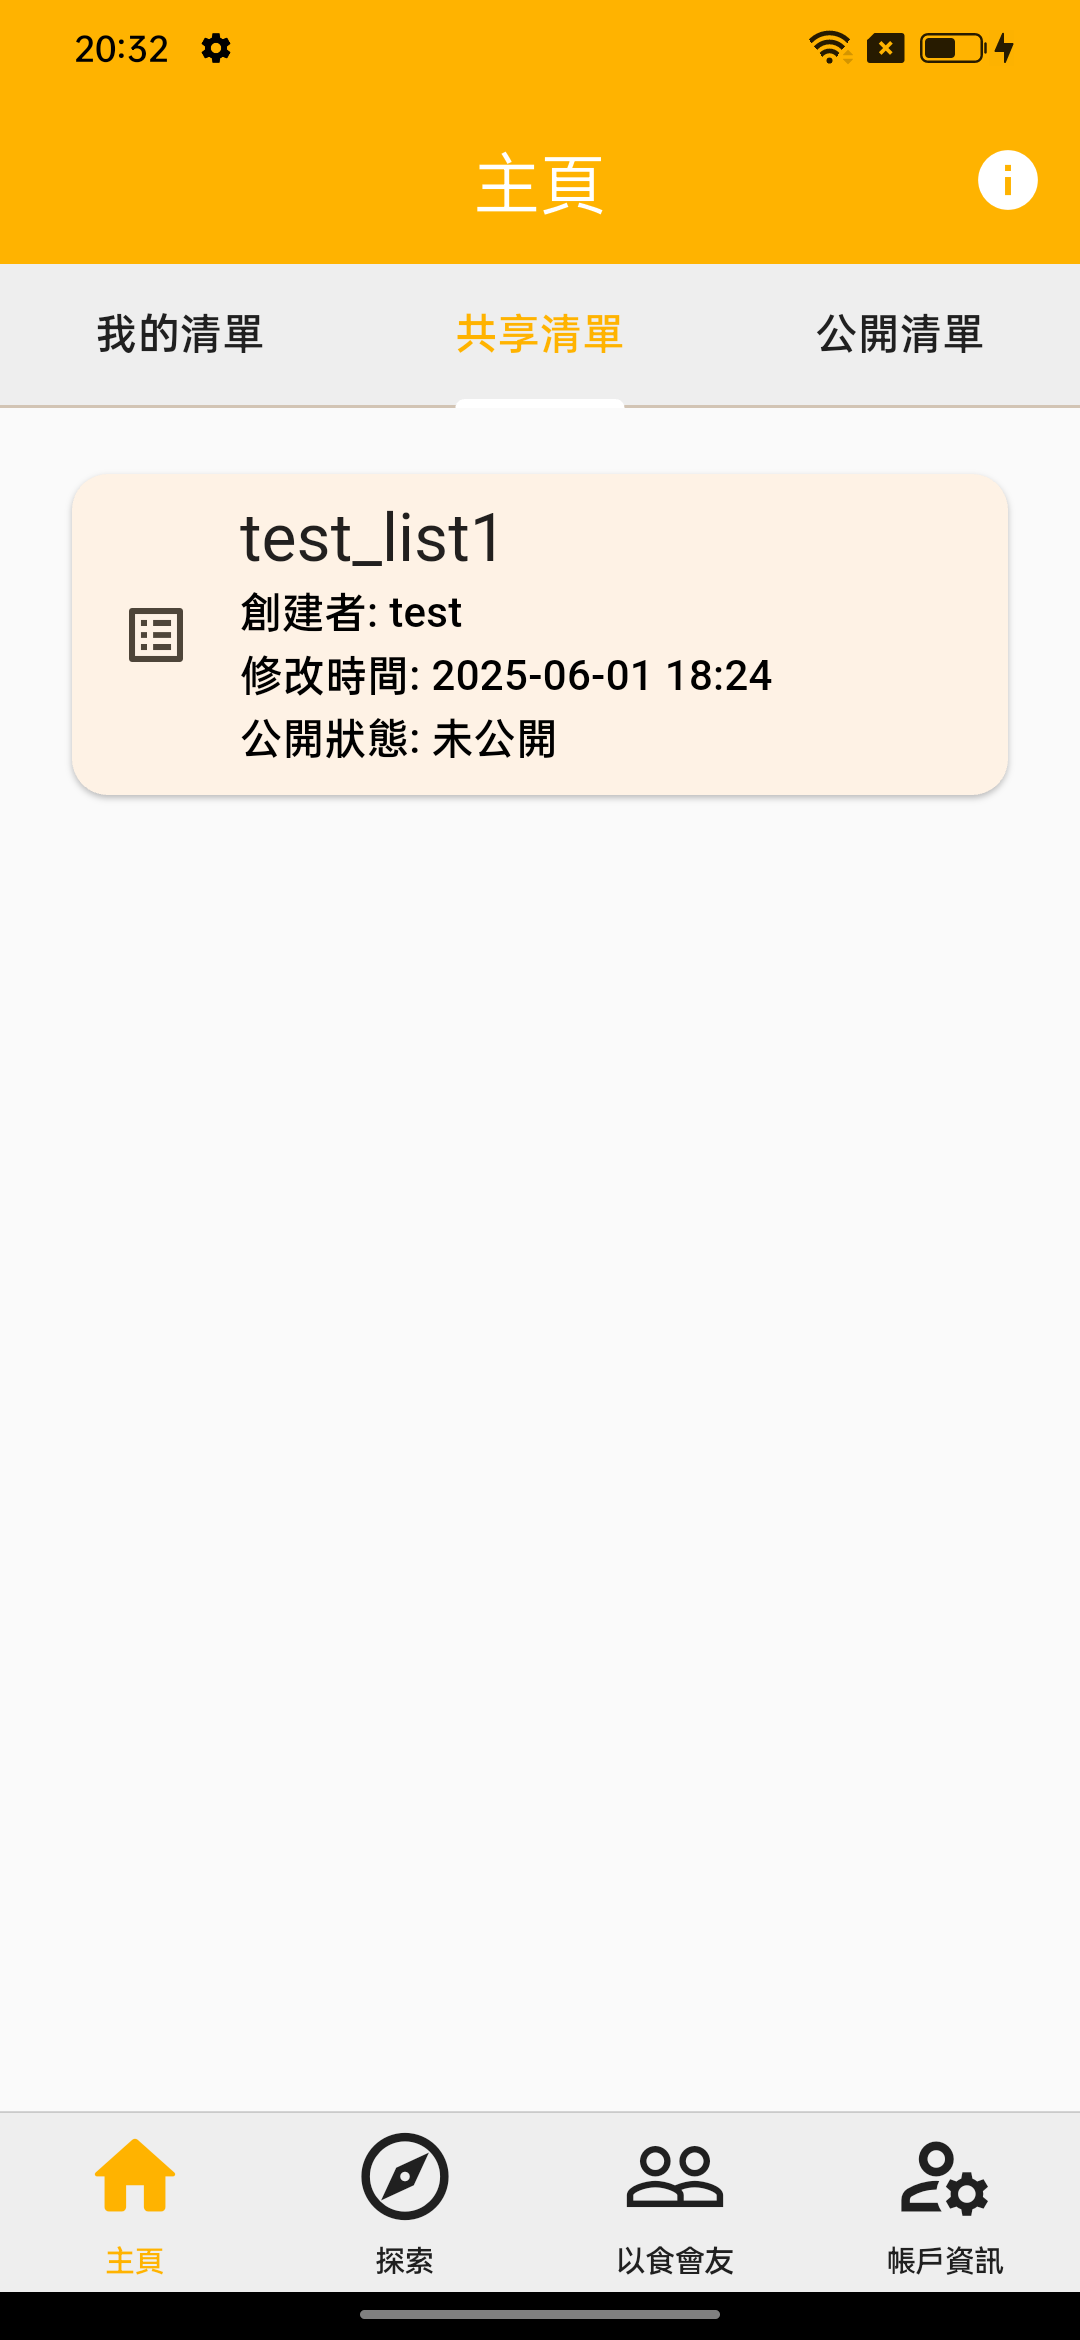 20:32
主頁
我的清單
共享清單
公開清單
test_list1
創建者: test
修改時間: 2025-06-01 18:24
公開狀態: 未公開
主頁
探索
以食會友
帳戶資訊